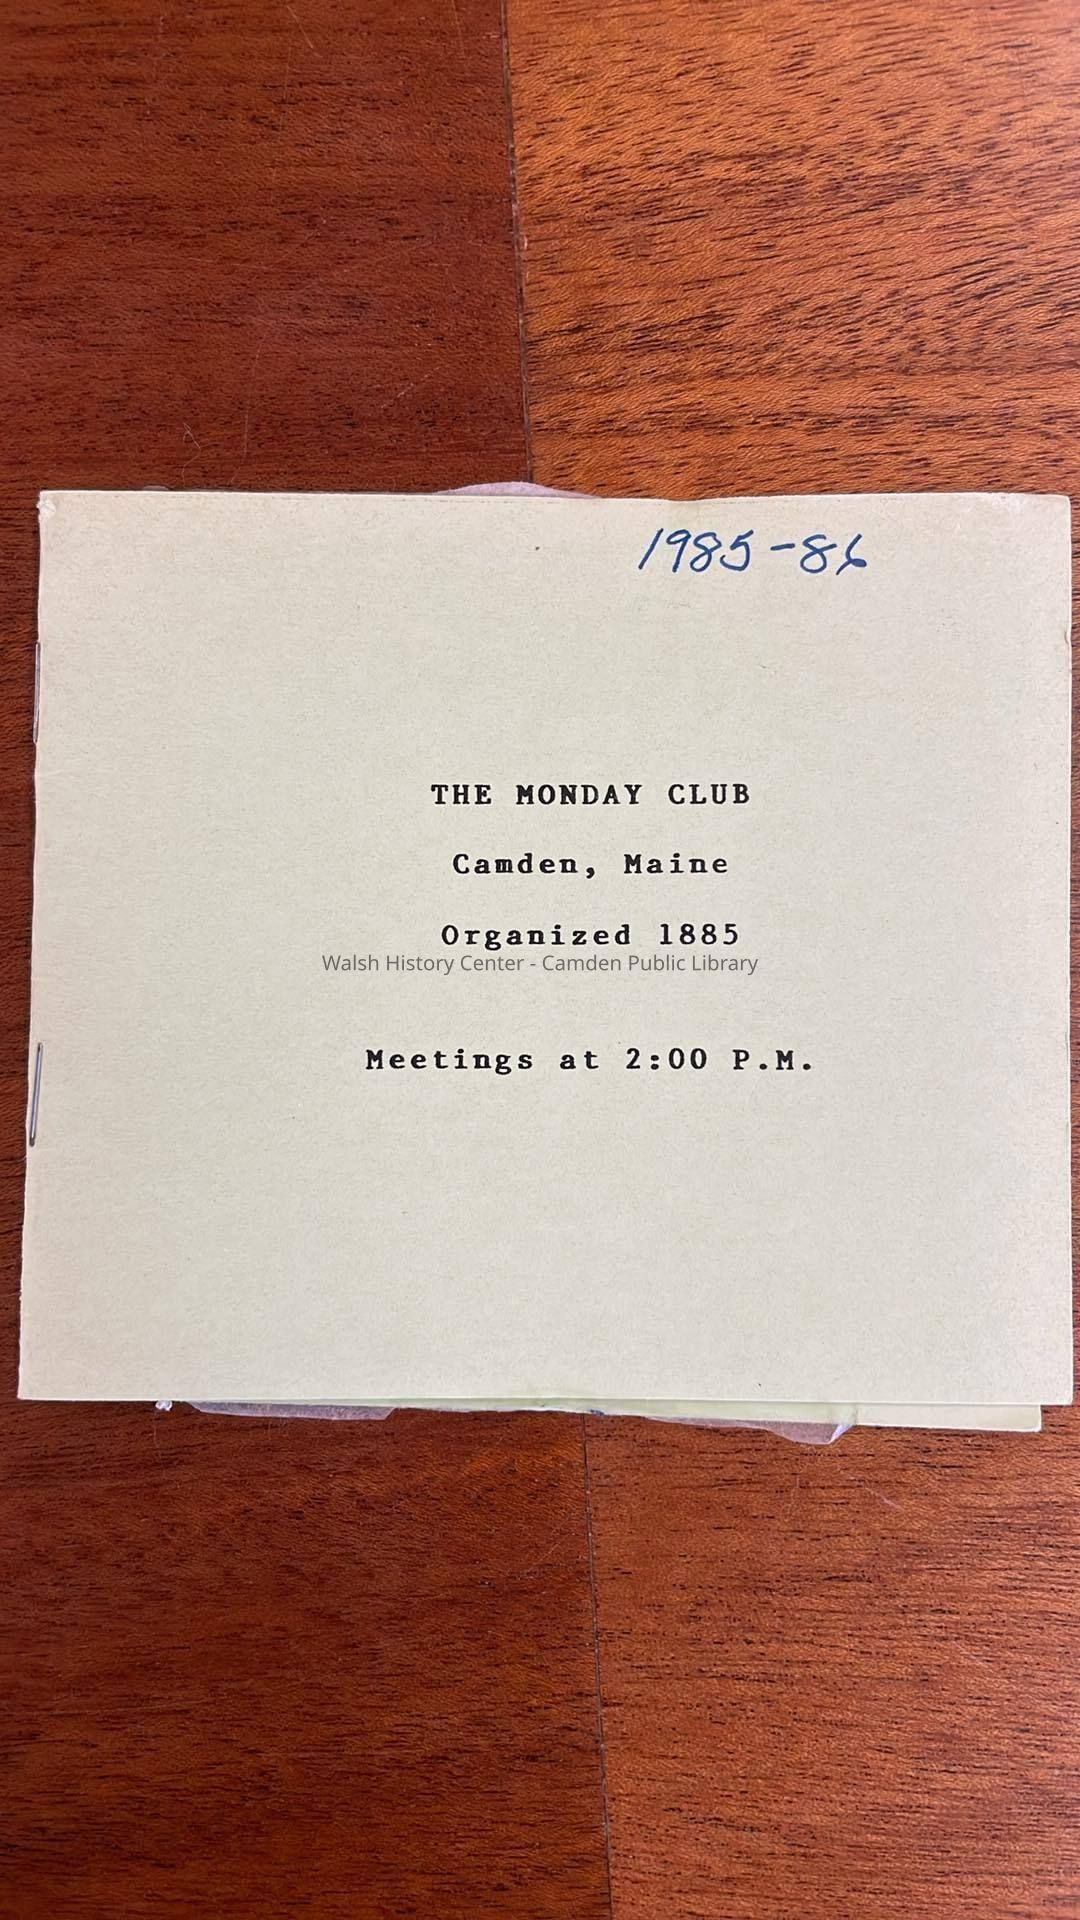 1985-86
THE MONDAY CLUB
Camden, Maine
Organized 1885
Walsh History Center - Camden Public Library
Meetings at 2:00 P.M.